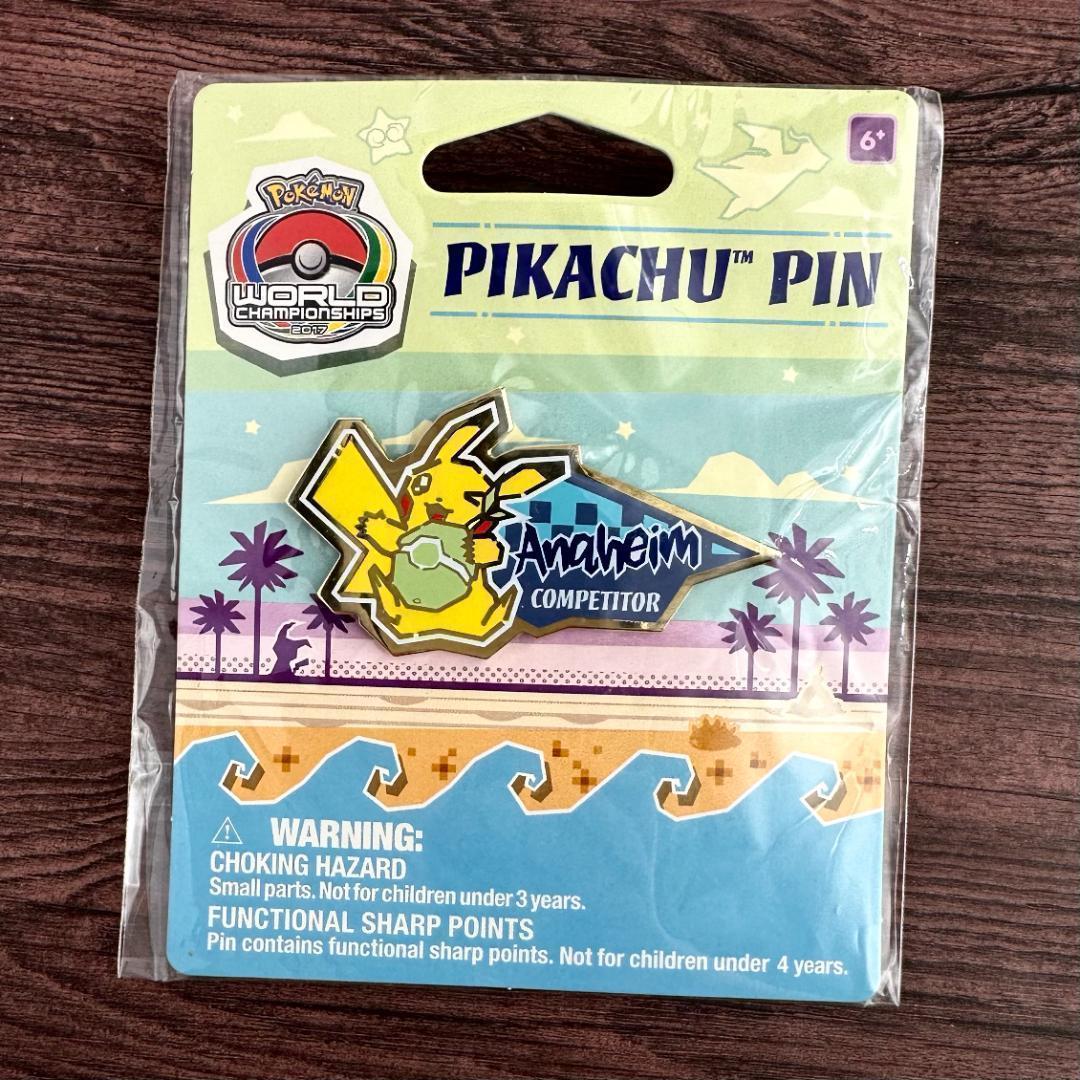 6+
POKéMON
WORLD
CHAMPIONSHIPS
2017
PIKACHU™ PIN
Anaheim
COMPETITOR
WARNING:
CHOKING HAZARD
Small parts. Not for children under 3 years.
FUNCTIONAL SHARP POINTS
Pin contains functional sharp points. Not for children under 4 years.